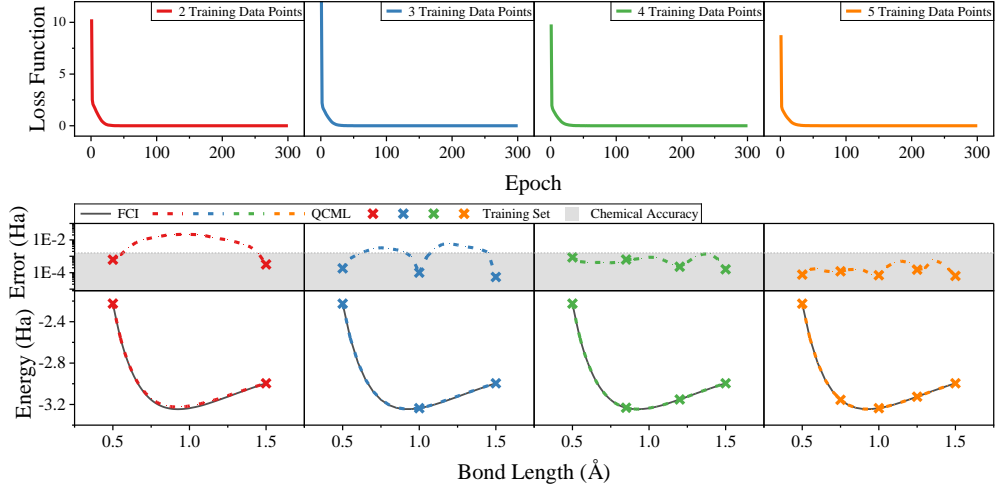 2 Training Data Points
3 Training Data Points
4 Training Data Points
5 Training Data Points
Loss Function
10
5
0
0 100 200 300
0 100 200 300
0 100 200 300
0 100 200 300
Epoch
FCI QCML Training Set Chemical Accuracy
Error (Ha)
1E-2
1E-4
Energy (Ha)
-2.4
-2.8
-3.2
0.5 1.0 1.5
0.5 1.0 1.5
0.5 1.0 1.5
0.5 1.0 1.5
Bond Length (Å)